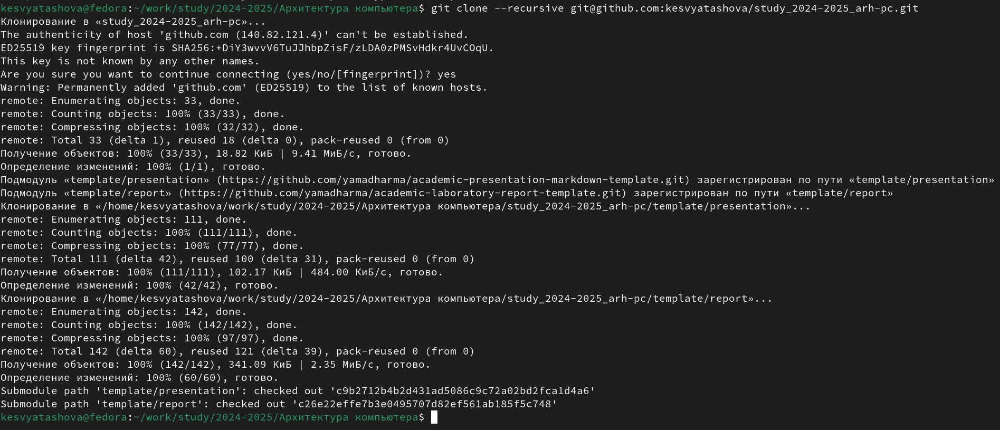 kesvyatashova@fedora:~/work/study/2024-2025/Архитектура компьютера$ git clone --recursive git@github.com:kesvyatashova/study_2024-2025_arh-pc.git
Клонирование в «study_2024-2025_arh-pc»...
The authenticity of host 'github.com (140.82.121.4)' can't be established.
ED25519 key fingerprint is SHA256:+DiY3wvvV6TuJJhbpZisF/zLDA0zPMSvHdkr4UvCOqU.
This key is not known by any other names.
Are you sure you want to continue connecting (yes/no/[fingerprint])? yes
Warning: Permanently added 'github.com' (ED25519) to the list of known hosts.
remote: Enumerating objects: 33, done.
remote: Counting objects: 100% (33/33), done.
remote: Compressing objects: 100% (32/32), done.
remote: Total 33 (delta 1), reused 18 (delta 0), pack-reused 0 (from 0)
Получение объектов: 100% (33/33), 18.82 КиБ | 9.41 МиБ/с, готово.
Определение изменений: 100% (1/1), готово.
Подмодуль «template/presentation» (https://github.com/yamadharma/academic-presentation-markdown-template.git) зарегистрирован по пути «template/presentation»
Подмодуль «template/report» (https://github.com/yamadharma/academic-laboratory-report-template.git) зарегистрирован по пути «template/report»
Клонирование в «/home/kesvyatashova/work/study/2024-2025/Архитектура компьютера/study_2024-2025_arh-pc/template/presentation»...
remote: Enumerating objects: 111, done.
remote: Counting objects: 100% (111/111), done.
remote: Compressing objects: 100% (77/77), done.
remote: Total 111 (delta 42), reused 100 (delta 31), pack-reused 0 (from 0)
Получение объектов: 100% (111/111), 102.17 КиБ | 484.00 КиБ/с, готово.
Определение изменений: 100% (42/42), готово.
Клонирование в «/home/kesvyatashova/work/study/2024-2025/Архитектура компьютера/study_2024-2025_arh-pc/template/report»...
remote: Enumerating objects: 142, done.
remote: Counting objects: 100% (142/142), done.
remote: Compressing objects: 100% (97/97), done.
remote: Total 142 (delta 60), reused 121 (delta 39), pack-reused 0 (from 0)
Получение объектов: 100% (142/142), 341.09 КиБ | 2.35 МиБ/с, готово.
Определение изменений: 100% (60/60), готово.
Submodule path 'template/presentation': checked out 'c9b2712b4b2d431ad5086c9c72a02bd2fca1d4a6'
Submodule path 'template/report': checked out 'c26e22effe7b3e0495707d82ef561ab185f5c748'
kesvyatashova@fedora:~/work/study/2024-2025/Архитектура компьютера$